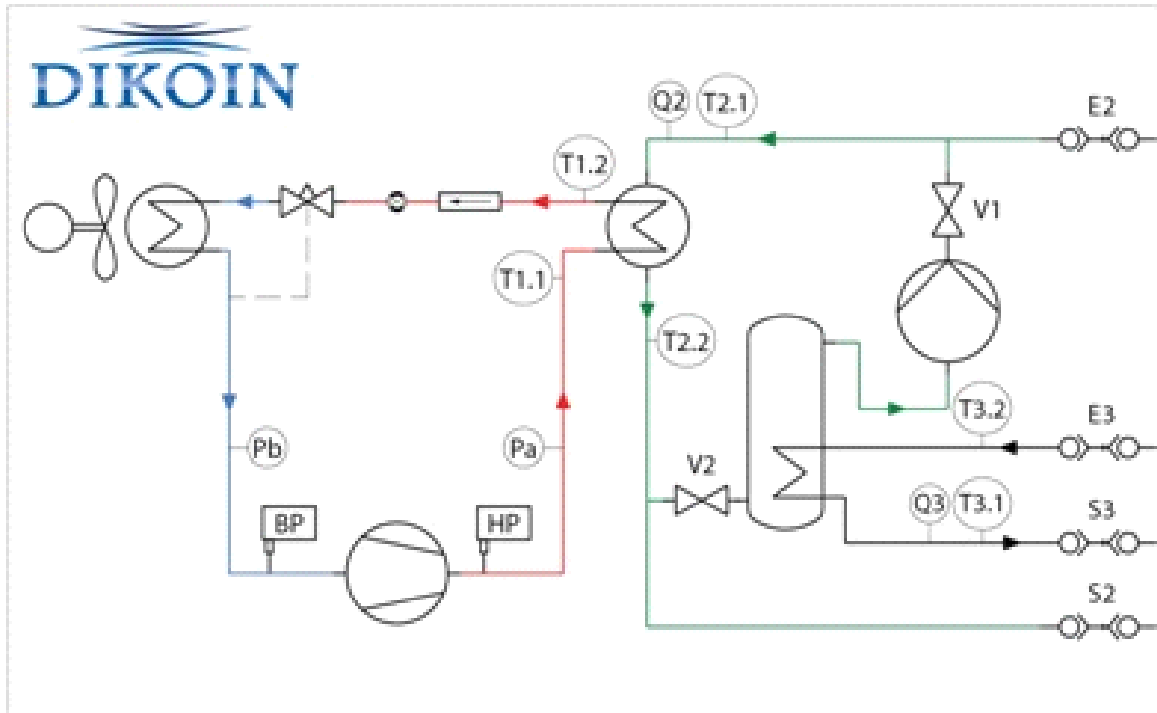 DIKOIN
Q2
T2.1
E2
T1.2
V1
T1.1
T2.2
T3.2
E3
Pb
Pa
V2
BP
HP
Q3
T3.1
S3
S2